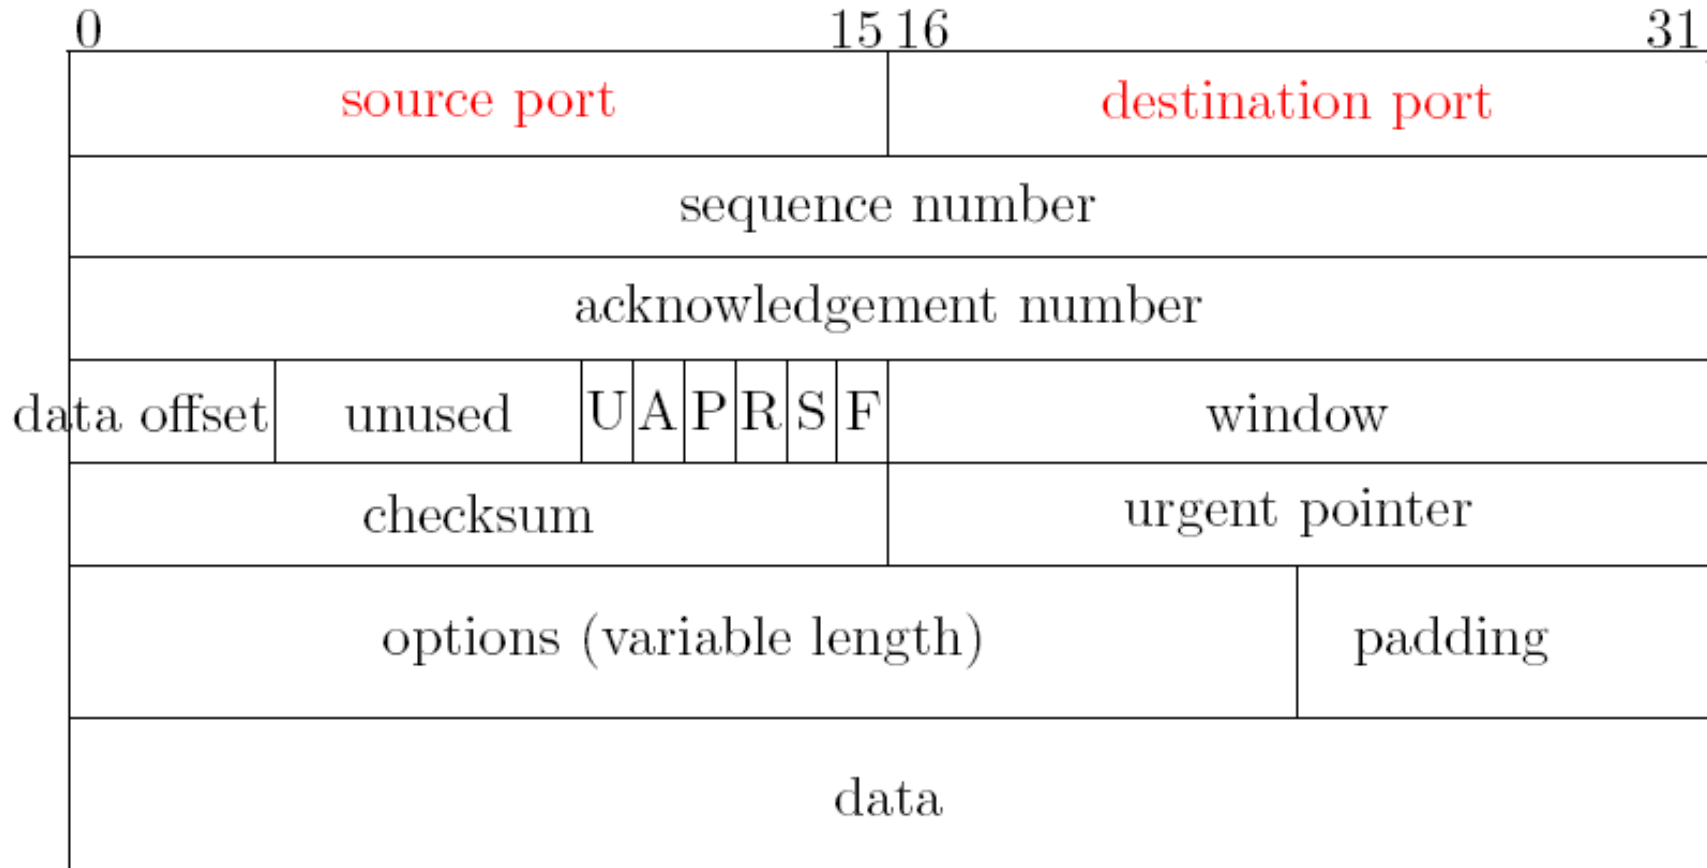 0 15 16 31
source port destination port
sequence number
acknowledgement number
data offset unused U A P R S F window
checksum urgent pointer
options (variable length) padding
data